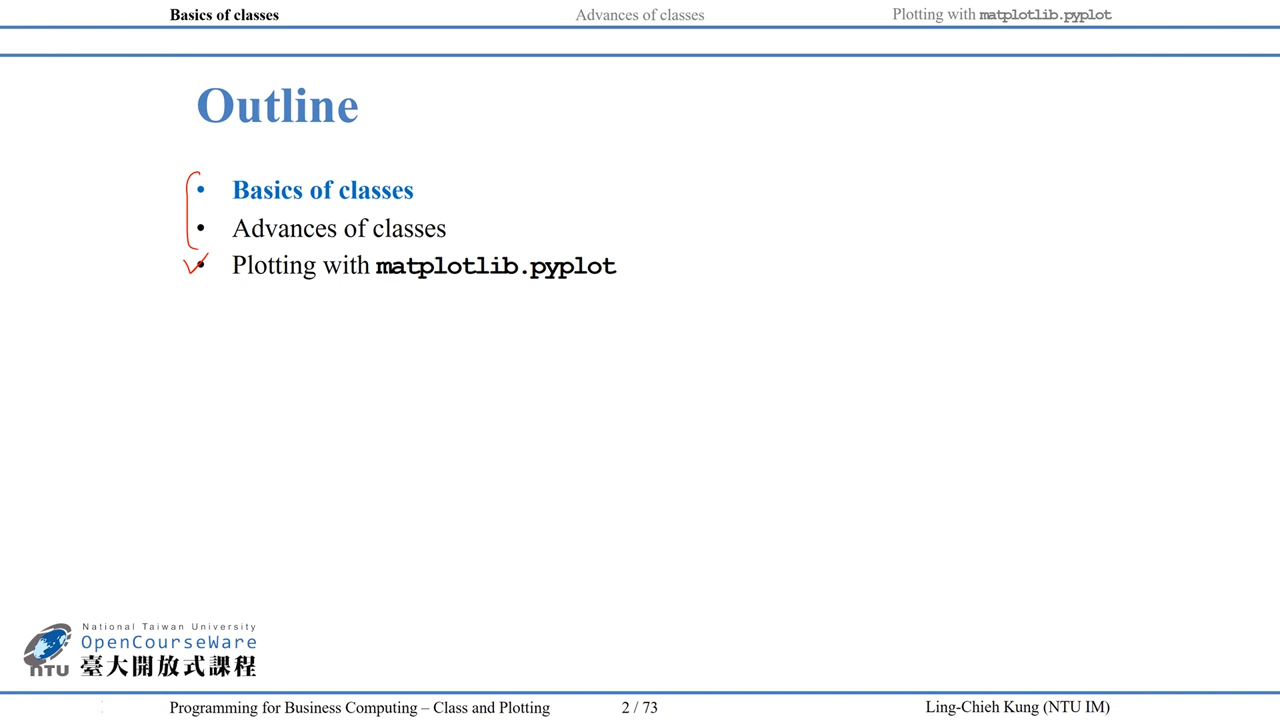 Basics of classes Advances of classes Plotting with matplotlib.pyplot
Outline
• Basics of classes
• Advances of classes
• Plotting with matplotlib.pyplot
National Taiwan University
OpenCourseWare
NTU 臺大開放式課程
Programming for Business Computing – Class and Plotting 2 / 73 Ling-Chieh Kung (NTU IM)